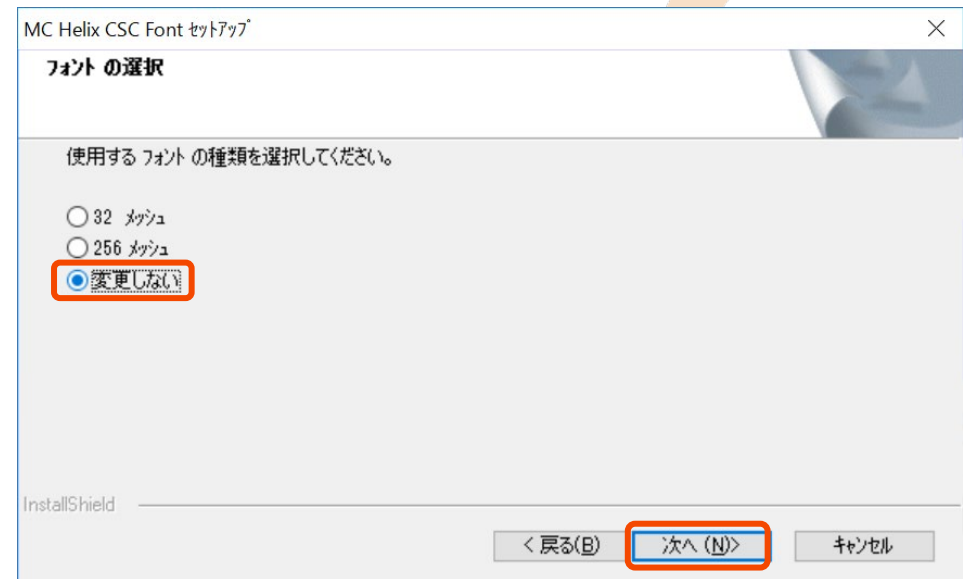 MC Helix CSC Font ｾｯﾄｱｯﾌﾟ
ﾌｫﾝﾄ の選択
使用する ﾌｫﾝﾄ の種類を選択してください。
32 ﾒｯｼｭ
256 ﾒｯｼｭ
変更しない
InstallShield
< 戻る(B)
次へ (N)>
ｷｬﾝｾﾙ